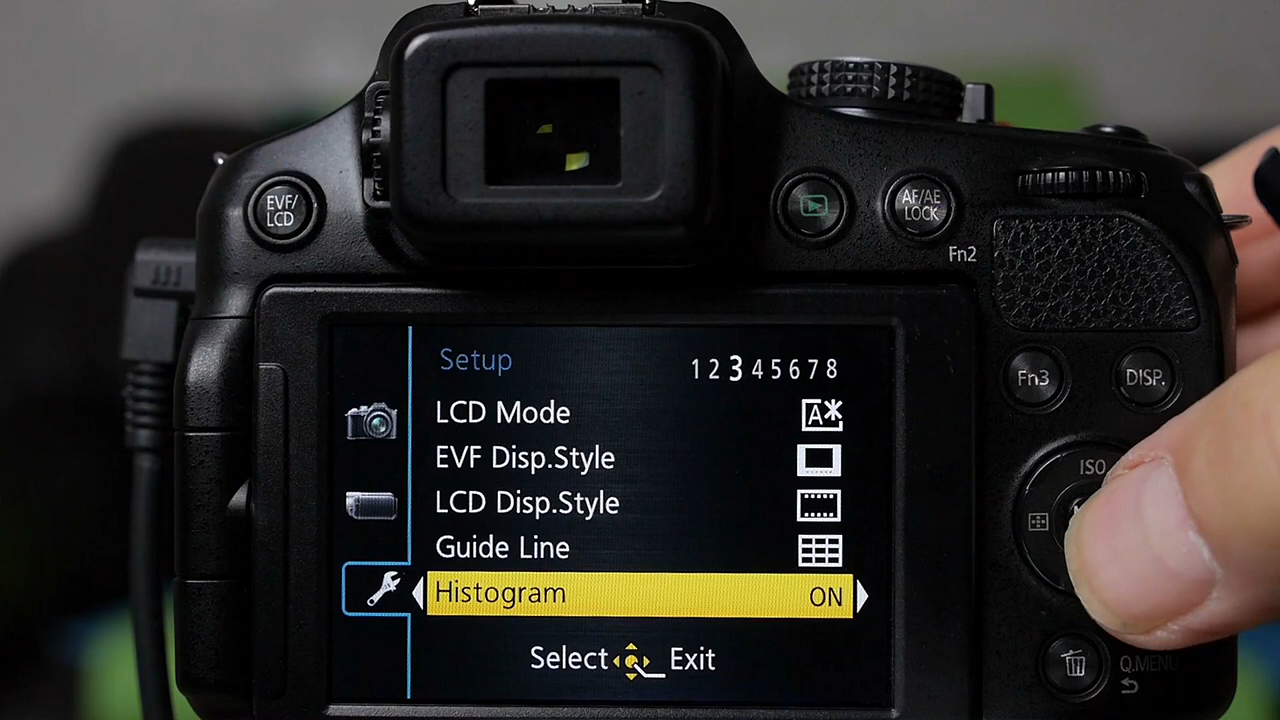 EVF/
LCD
AF/AE
LOCK
Fn2
Fn3
DISP.
ISO
Setup
1 2 3 4 5 6 7 8
LCD Mode
A*
EVF Disp.Style
LCD Disp.Style
Guide Line
Histogram ON
Select Exit
Q.MENU